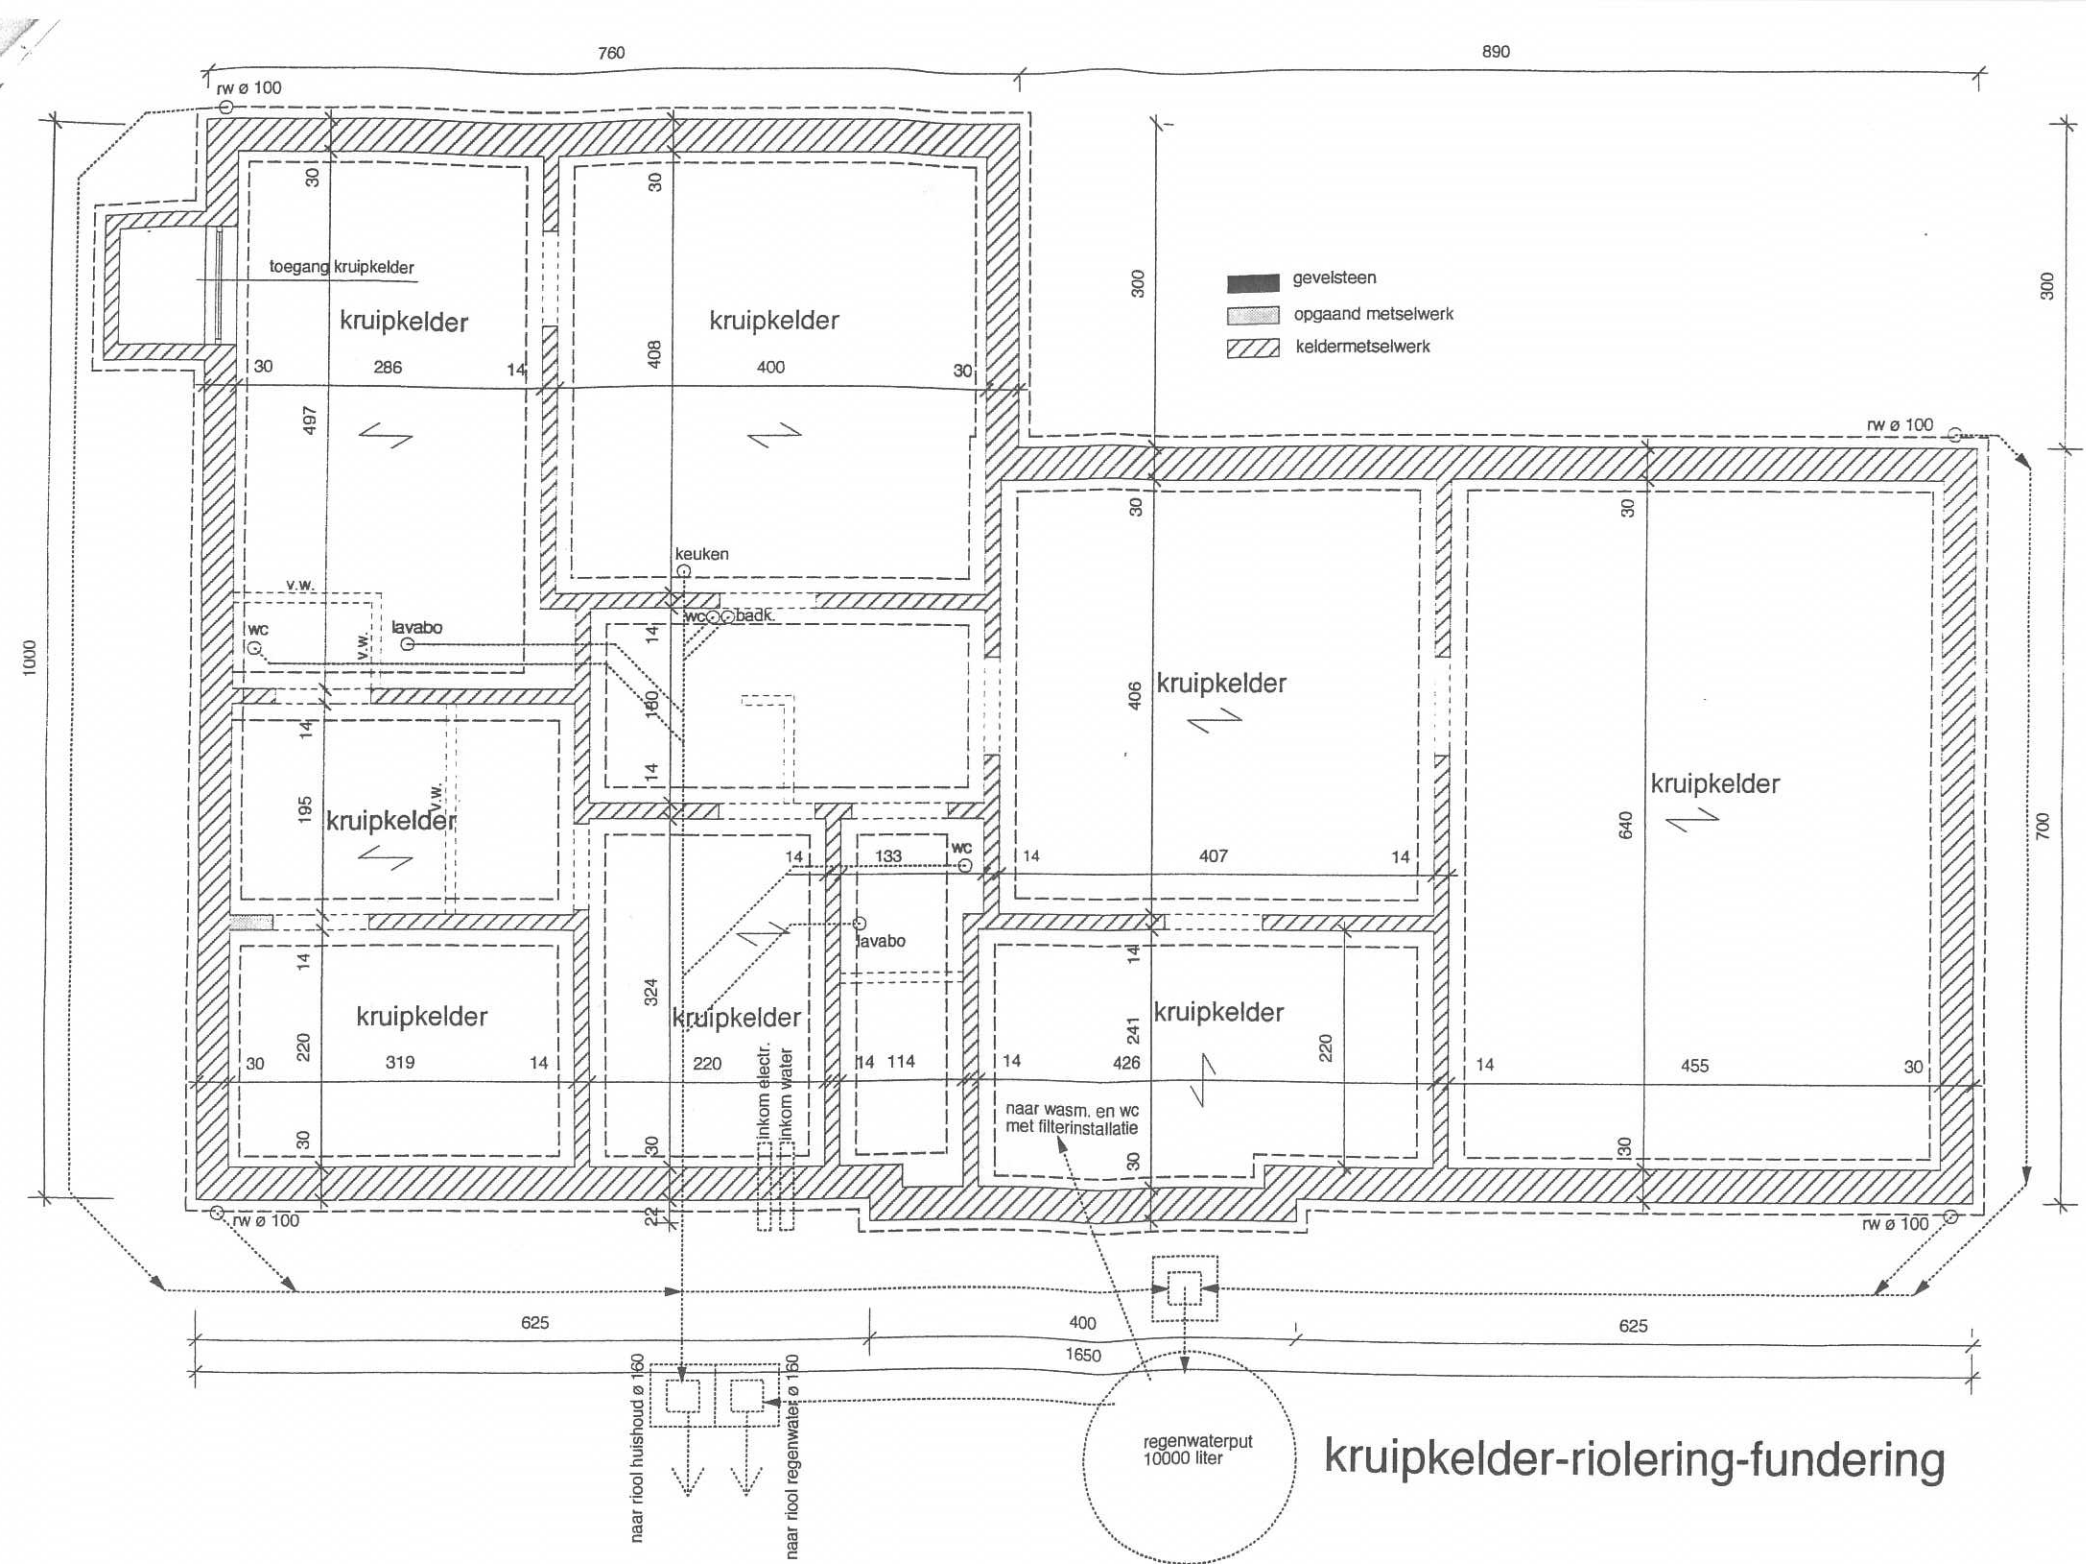 760
890
rw ø 100
30
30
300
300
toegang kruipkelder
gevelsteen
opgaand metselwerk
keldermetselwerk
kruipkelder
kruipkelder
408
30
286
14
400
30
497
rw ø 100
30
30
keuken
v.w.
wc
badk.
wc
lavabo
v.w.
14
1000
kruipkelder
406
180
14
14
kruipkelder
195
kruipkelder
v.w.
640
700
14
133
wc
14
407
14
lavabo
14
14
324
kruipkelder
kruipkelder
kruipkelder
241
220
220
30
319
14
220
14
114
14
426
14
455
30
inkom electr.
inkom water
naar wasm. en wc
met filterinstallatie
30
30
30
30
22
rw ø 100
rw ø 100
625
400
625
1650
naar riool huishoud ø 160
naar riool regenwater ø 160
regenwaterput
10000 liter
kruipkelder-riolering-fundering